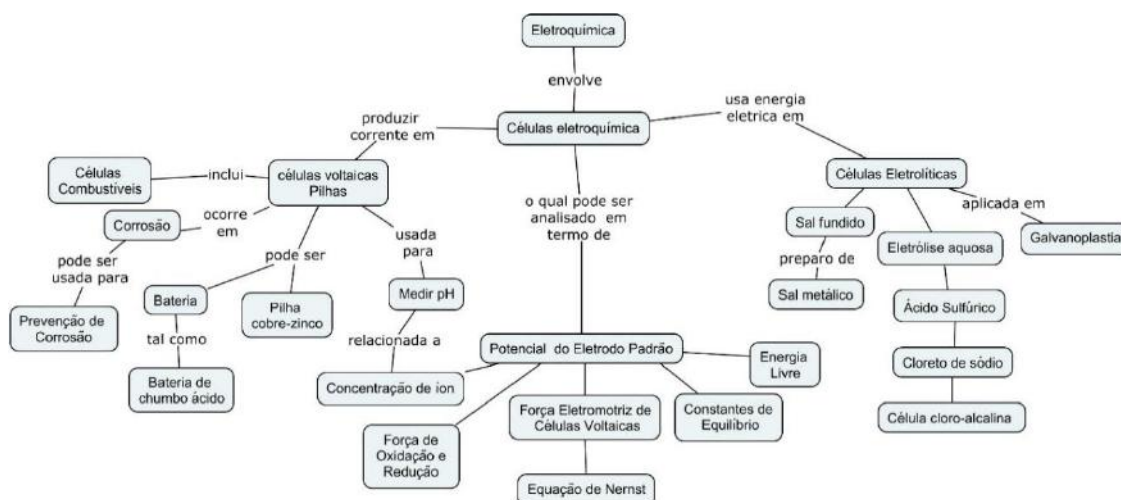 Eletroquímica
envolve
Células eletroquímica
produzir
corrente em
usa energia
eletrica em
Células
Combustíveis
inclui
células voltaicas
Pilhas
Células Eletrolíticas
o qual pode ser
analisado em
termo de
Corrosão
ocorre
em
usada
para
pode ser
Sal fundido
aplicada em
Galvanoplastia
Eletrólise aquosa
pode ser
usada para
preparo de
Sal metálico
Bateria
Pilha
cobre-zinco
Medir pH
Ácido Sulfúrico
Prevenção de
Corrosão
tal como
relacionada a
Potencial do Eletrodo Padrão
Energia
Livre
Cloreto de sódio
Bateria de
chumbo ácido
Concentração de íon
Força Eletromotriz de
Células Voltaicas
Constantes de
Equilíbrio
Célula cloro-alcalina
Força de
Oxidação e
Redução
Equação de Nernst